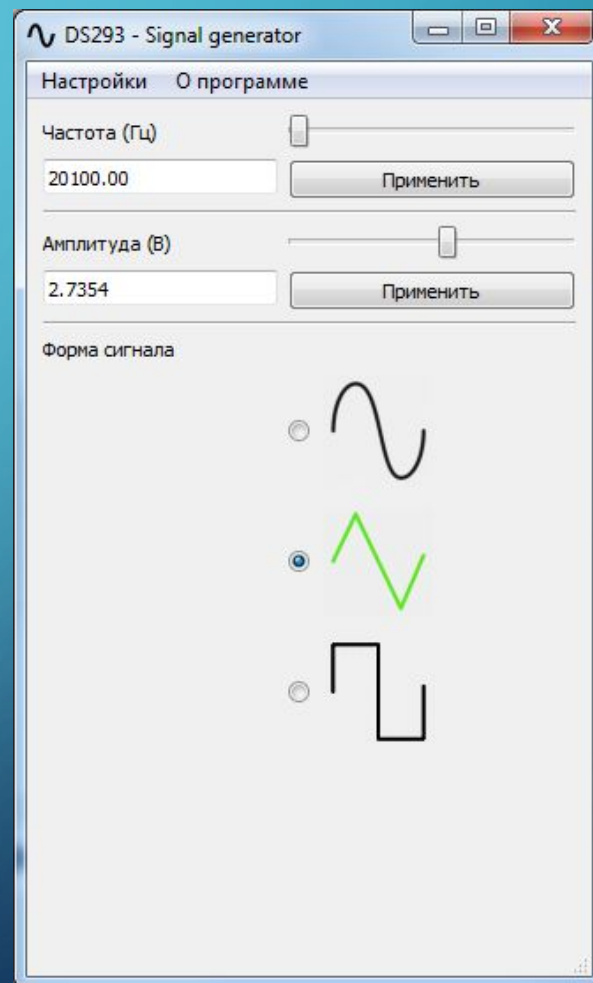 DS293 - Signal generator
Настройки О программе
Частота (Гц)
20100.00 Применить
Амплитуда (В)
2.7354 Применить
Форма сигнала